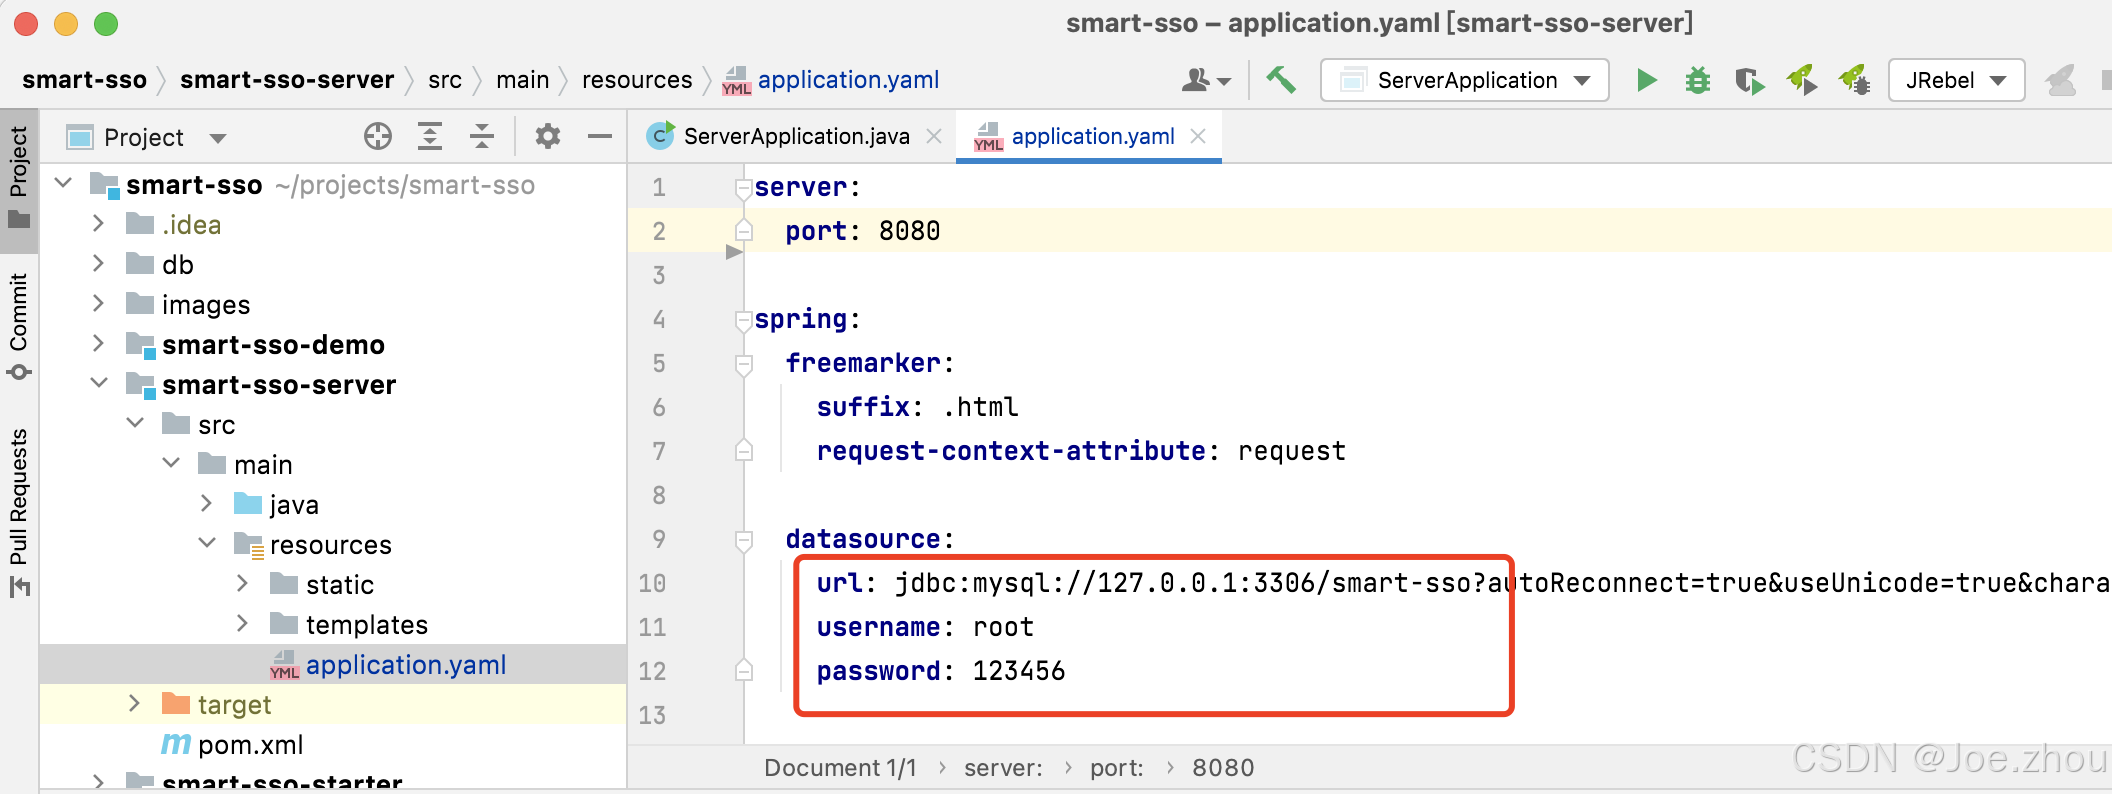 smart-sso – application.yaml [smart-sso-server]
smart-sso smart-sso-server src main resources YML application.yaml ServerApplication JRebel
Project
Commit
Pull Requests
Project
smart-sso ~/projects/smart-sso
.idea
db
images
smart-sso-demo
smart-sso-server
src
main
java
resources
static
templates
YML application.yaml
target
m pom.xml
smart-sso-starter
C ServerApplication.java YML application.yaml
1 server:
2 port: 8080
3
4 spring:
5 freemarker:
6 suffix: .html
7 request-context-attribute: request
8
9 datasource:
10 url: jdbc:mysql://127.0.0.1:3306/smart-sso?autoReconnect=true&useUnicode=true&chara
11 username: root
12 password: 123456
13
Document 1/1 › server: › port: › 8080
CSDN @Joe.zhou